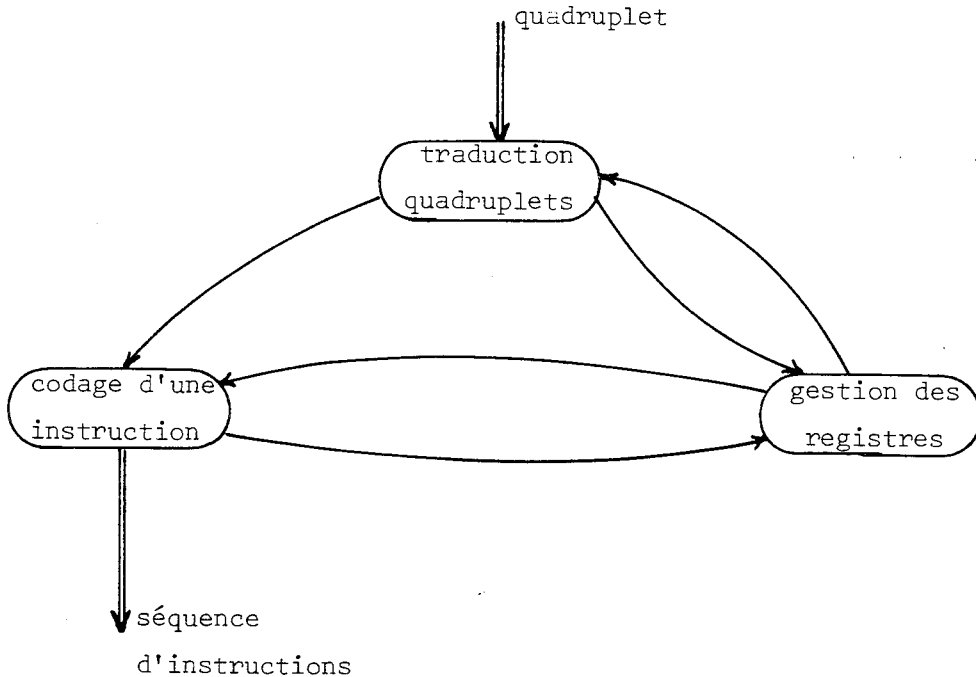 quadruplet
traduction
quadruplets
codage d'une
instruction
gestion des
registres
séquence
d'instructions